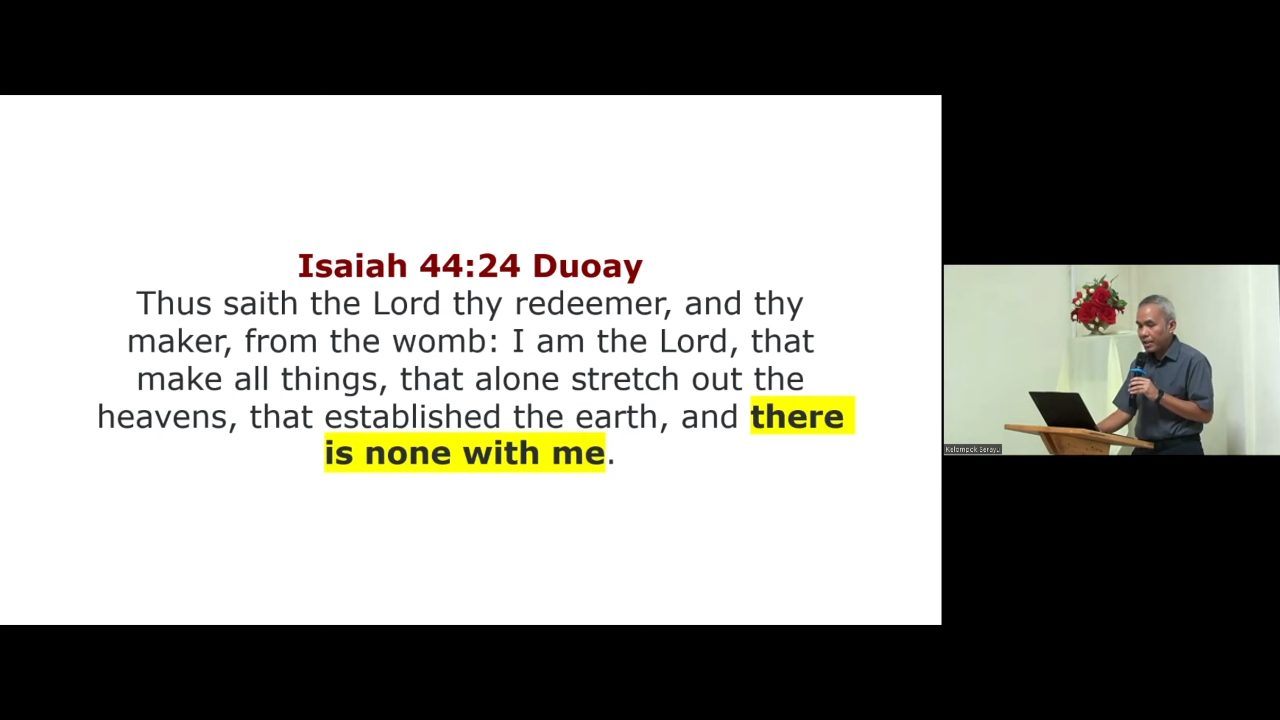 Isaiah 44:24 Duoay
Thus saith the Lord thy redeemer, and thy
maker, from the womb: I am the Lord, that
make all things, that alone stretch out the
heavens, that established the earth, and there
is none with me.
Kelompok Serayu